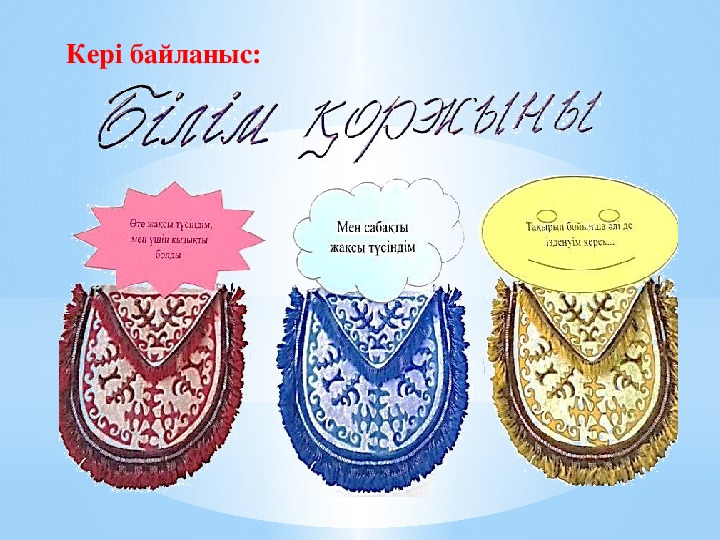 Кері байланыс:
Білім қоржыны
Өте жақсы түсіндім,
мен үшін қызықты
болды
Мен сабақты
жақсы түсіндім
Тақырып бойынша әлі де
ізденуім керек...